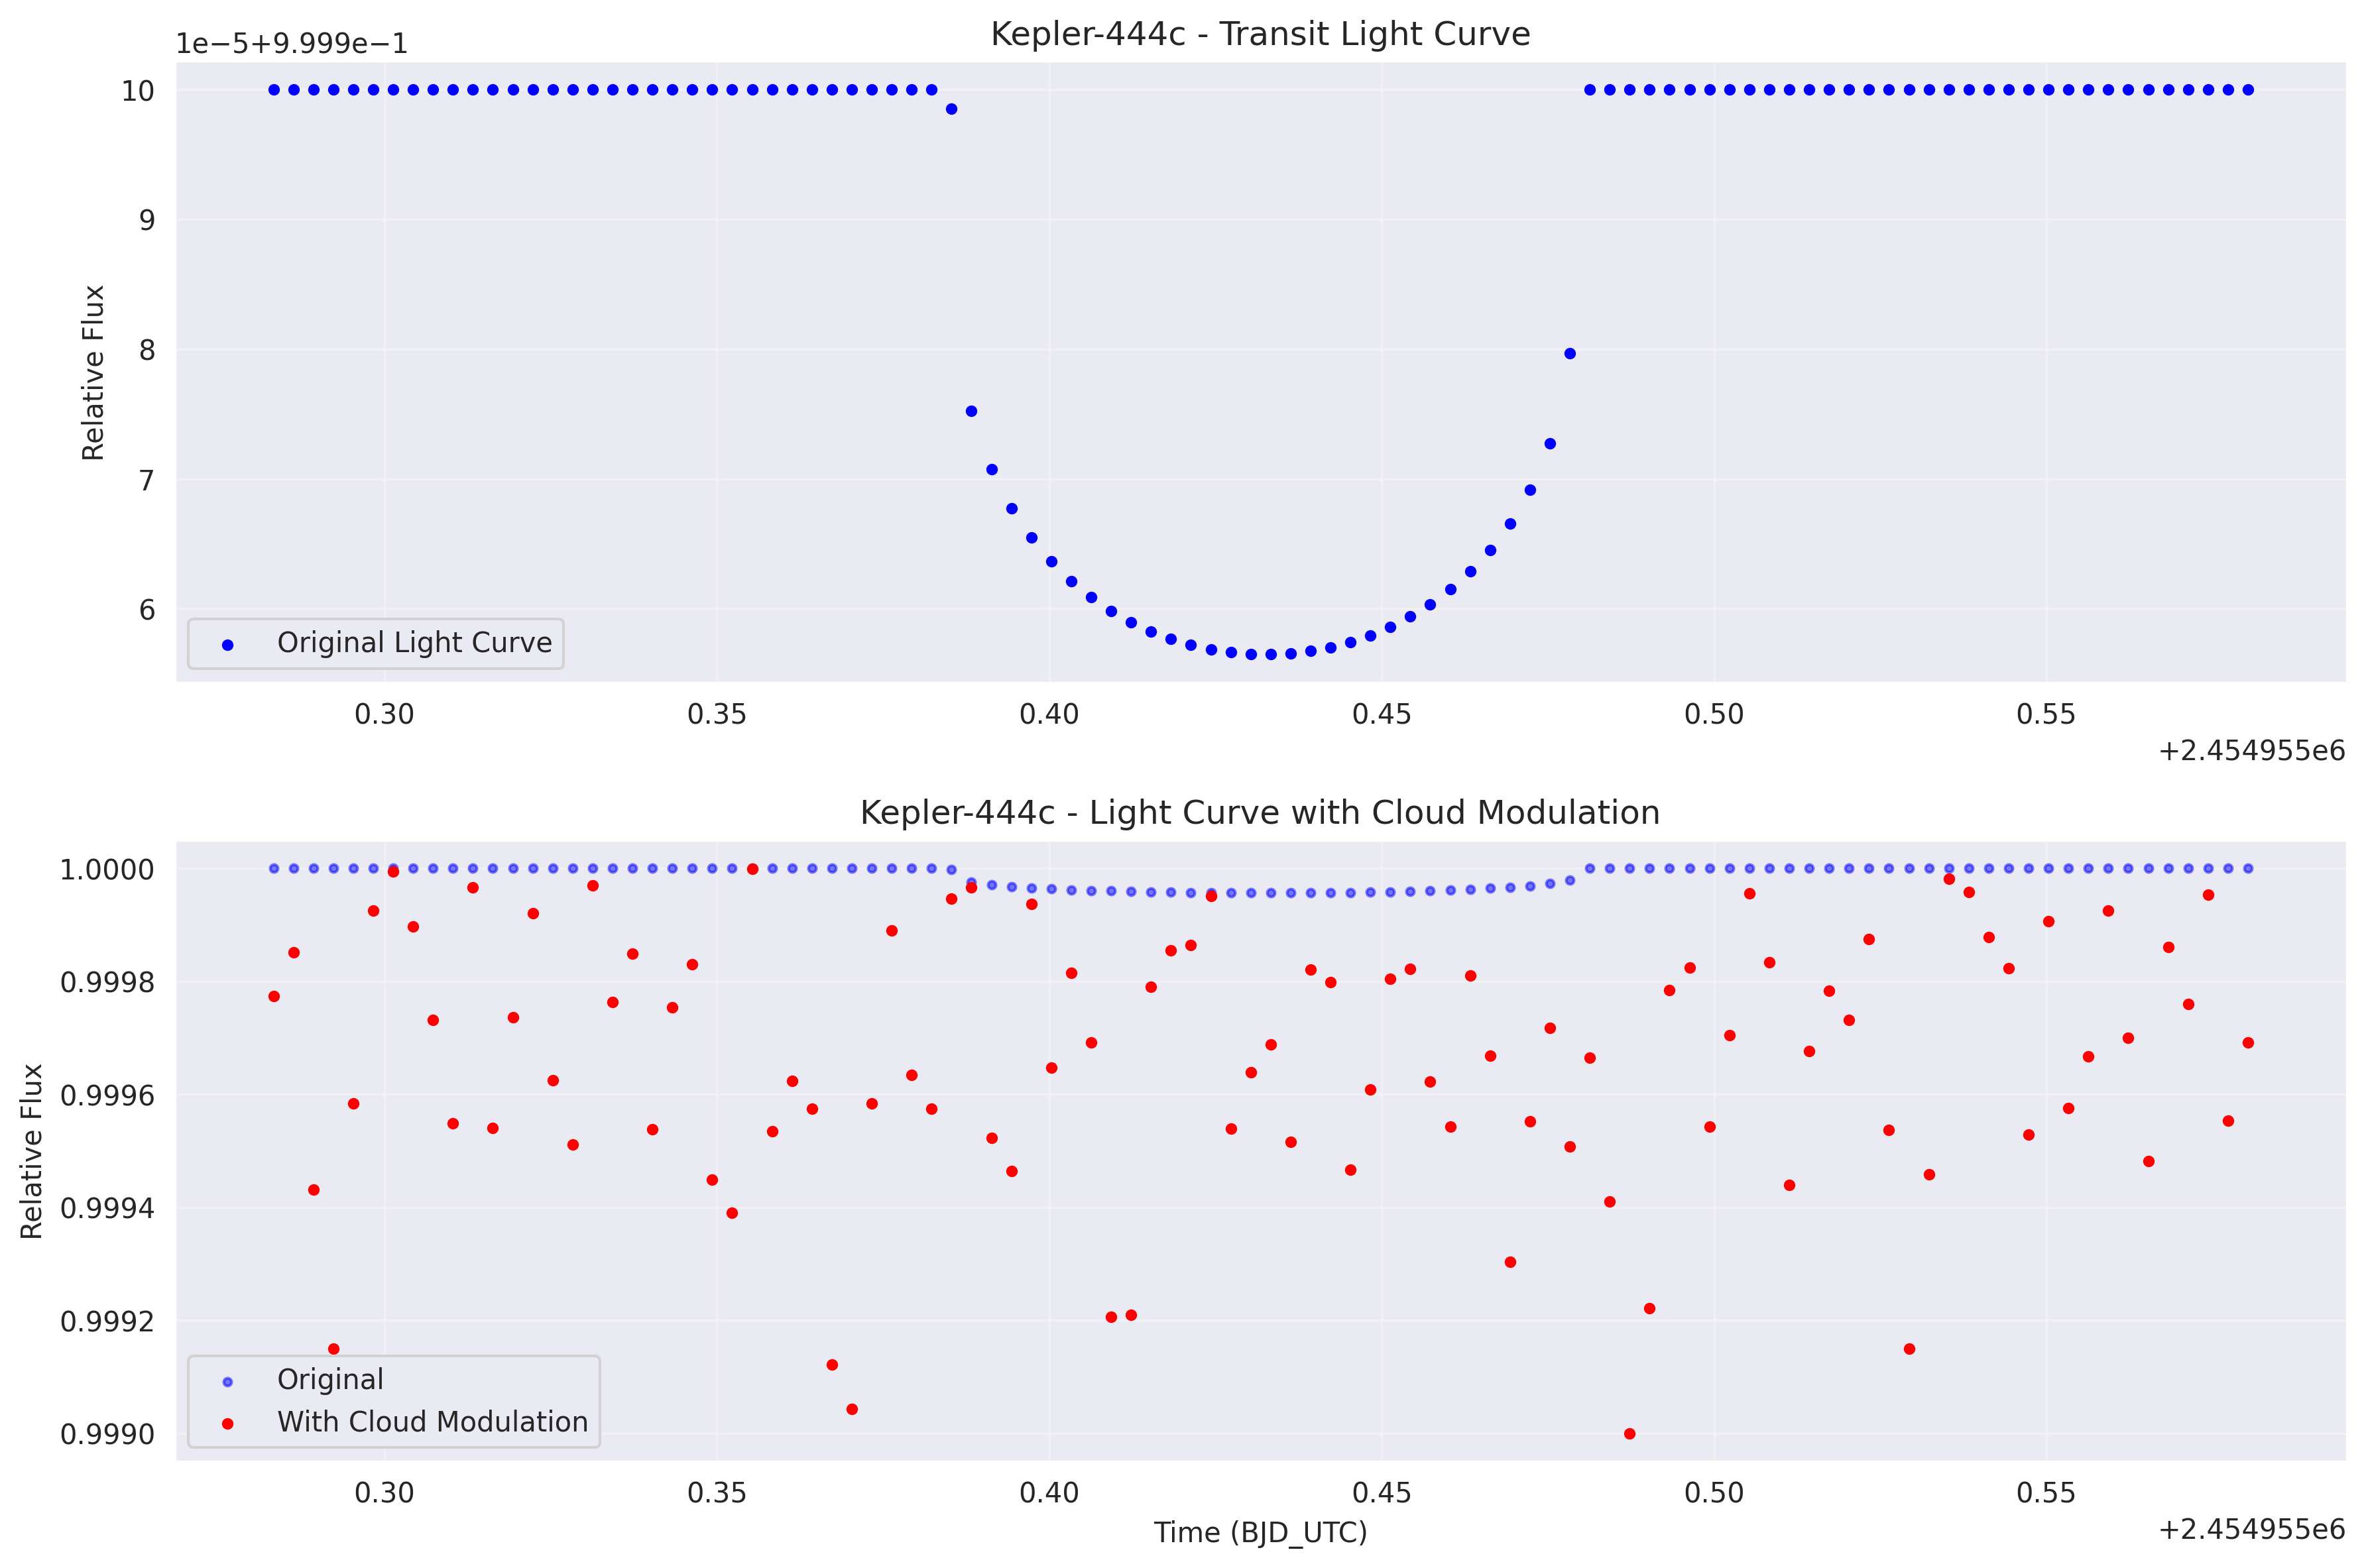 Kepler-444c - Transit Light Curve
1e−5+9.999e−1
10
9
8
7
6
Relative Flux
Original Light Curve
0.30 0.35 0.40 0.45 0.50 0.55
+2.454955e6
Kepler-444c - Light Curve with Cloud Modulation
1.0000
0.9998
0.9996
0.9994
0.9992
0.9990
Relative Flux
Original
With Cloud Modulation
0.30 0.35 0.40 0.45 0.50 0.55
Time (BJD_UTC)
+2.454955e6